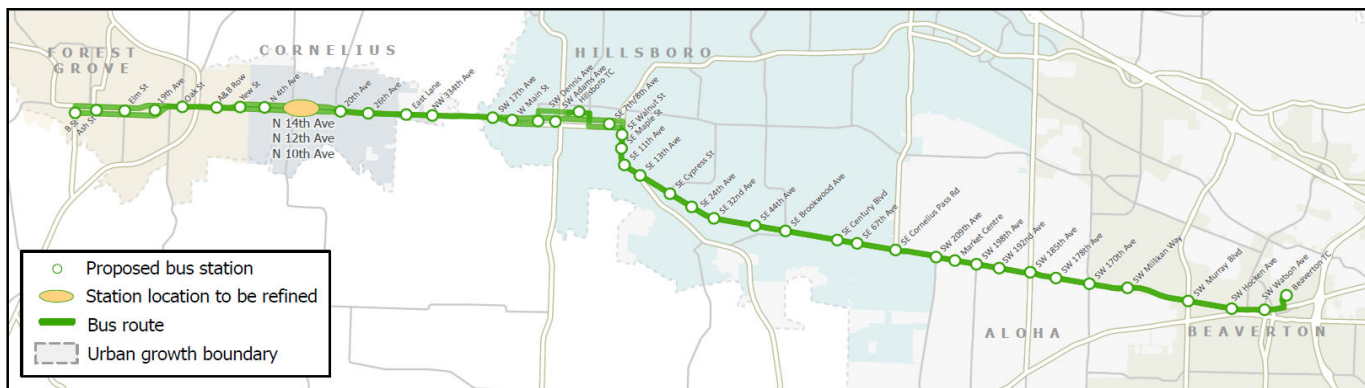 FOREST
GROVE
CORNELIUS
HILLSBORO
ALOHA
BEAVERTON
B St
Ash St
Elm St
19th Ave
Oak St
A&B Row
Yew St
N 4th Ave
N 14th Ave
N 12th Ave
N 10th Ave
20th Ave
26th Ave
East Lane
NW 334th Ave
SW 17th Ave
W Main St
SW Dennis Ave
SW Adams Ave
Hillsboro TC
SE 7th/8th Ave
SE Walnut St
SE Maple St
SE 11th Ave
SE 13th Ave
SE Cypress St
SE 24th Ave
SE 32nd Ave
SE 44th Ave
SE Brookwood Ave
SE Century Blvd
SE 67th Ave
SE Cornelius Pass Rd
SW 209th Ave
Market Centre
SW 198th Ave
SW 192nd Ave
SW 185th Ave
SW 178th Ave
SW 170th Ave
SW Millikan Way
SW Murray Blvd
SW Hocken Ave
SW Watson Ave
Beaverton TC
Proposed bus station
Station location to be refined
Bus route
Urban growth boundary